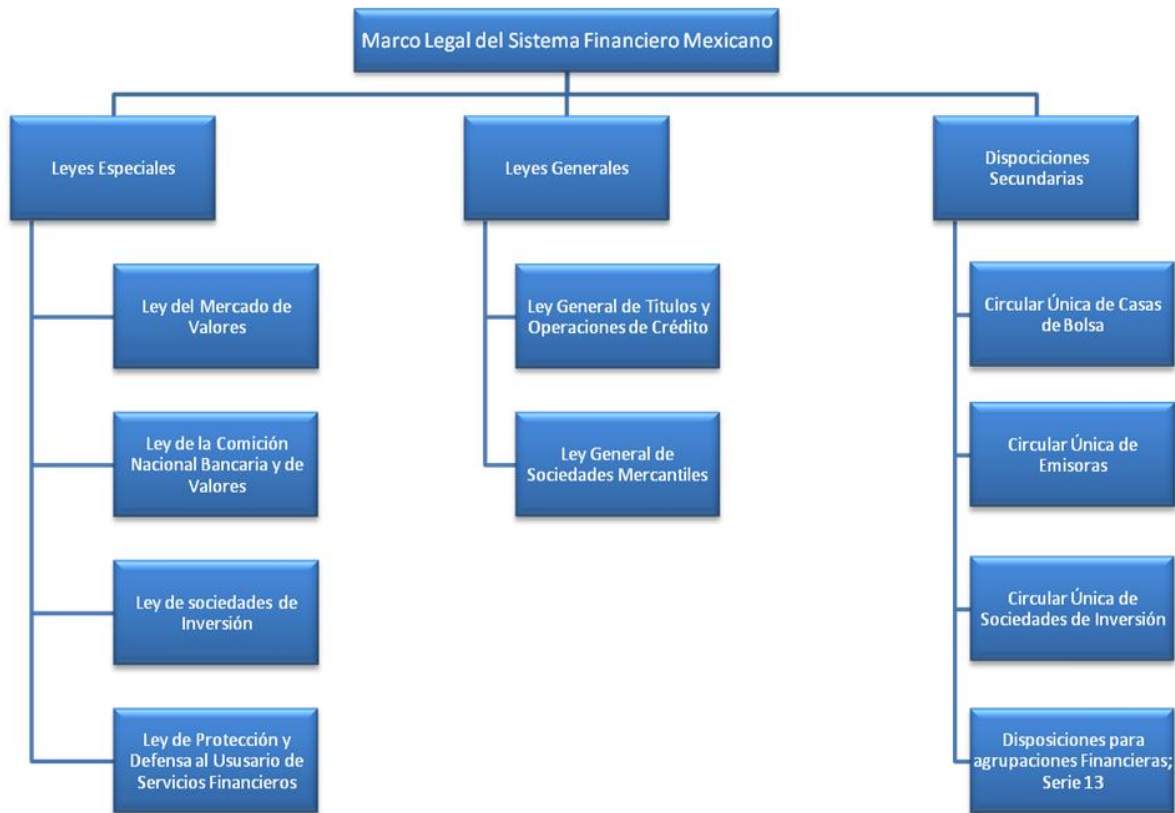 Marco Legal del Sistema Financiero Mexicano
Leyes Especiales
Ley del Mercado de
Valores
Ley de la Comición
Nacional Bancaria y de
Valores
Ley de sociedades de
Inversión
Ley de Protección y
Defensa al Ususario de
Servicios Financieros
Leyes Generales
Ley General de Titulos y
Operaciones de Crédito
Ley General de
Sociedades Mercantiles
Dispociciones
Secundarias
Circular Única de Casas
de Bolsa
Circular Única de
Emisoras
Circular Única de
Sociedades de Inversión
Disposiciones para
agrupaciones Financieras;
Serie 13